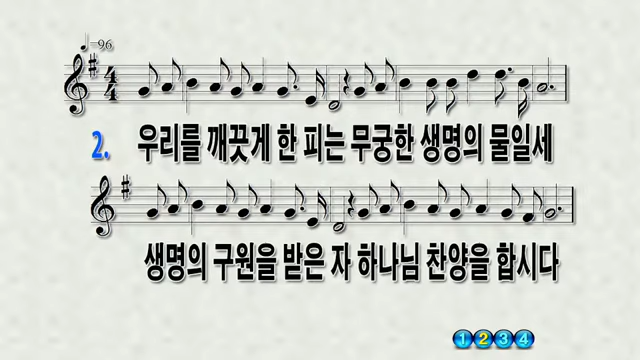 ♩=96
2. 우리를 깨끗게 한 피는 무궁한 생명의 물일세
생명의 구원을 받은 자 하나님 찬양을 합시다
1 2 3 4